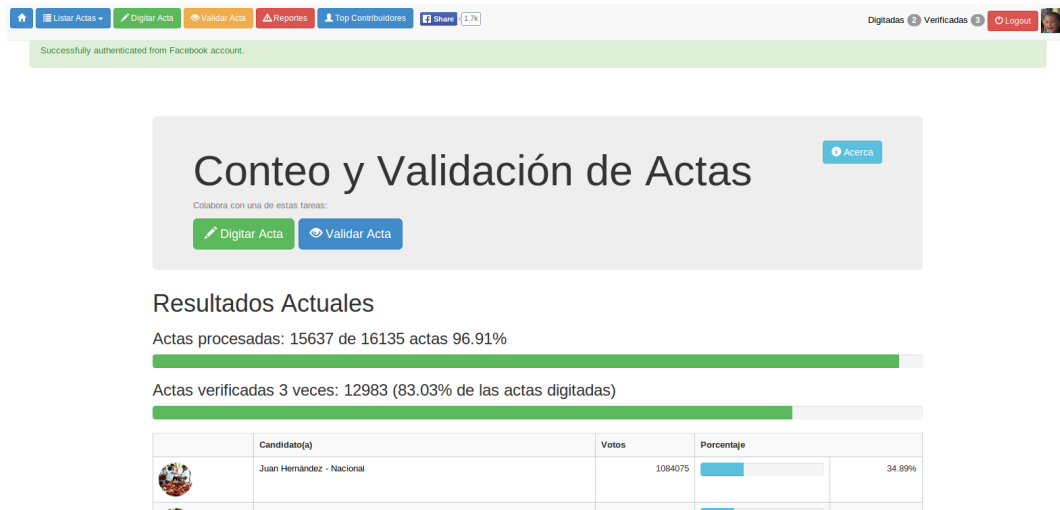 Listar Actas Digitar Acta Validar Acta Reportes Top Contribuidores Share 1.7k Digitadas 2 Verificadas 3 Logout
Successfully authenticated from Facebook account.
Acerca
Conteo y Validación de Actas
Colabora con una de estas tareas:
Digitar Acta Validar Acta
Resultados Actuales
Actas procesadas: 15637 de 16135 actas 96.91%
Actas verificadas 3 veces: 12983 (83.03% de las actas digitadas)
Candidato(a) Votos Porcentaje
Juan Hernández - Nacional 1084075 34.89%